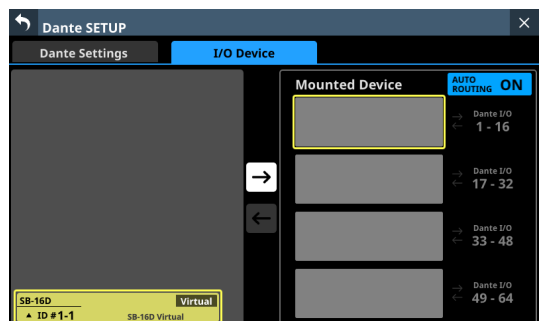 Dante SETUP
Dante Settings
I/O Device
Mounted Device
AUTO ROUTING ON
Dante I/O
1 - 16
Dante I/O
17 - 32
Dante I/O
33 - 48
Dante I/O
49 - 64
SB-16D
Virtual
ID #1-1
SB-16D Virtual